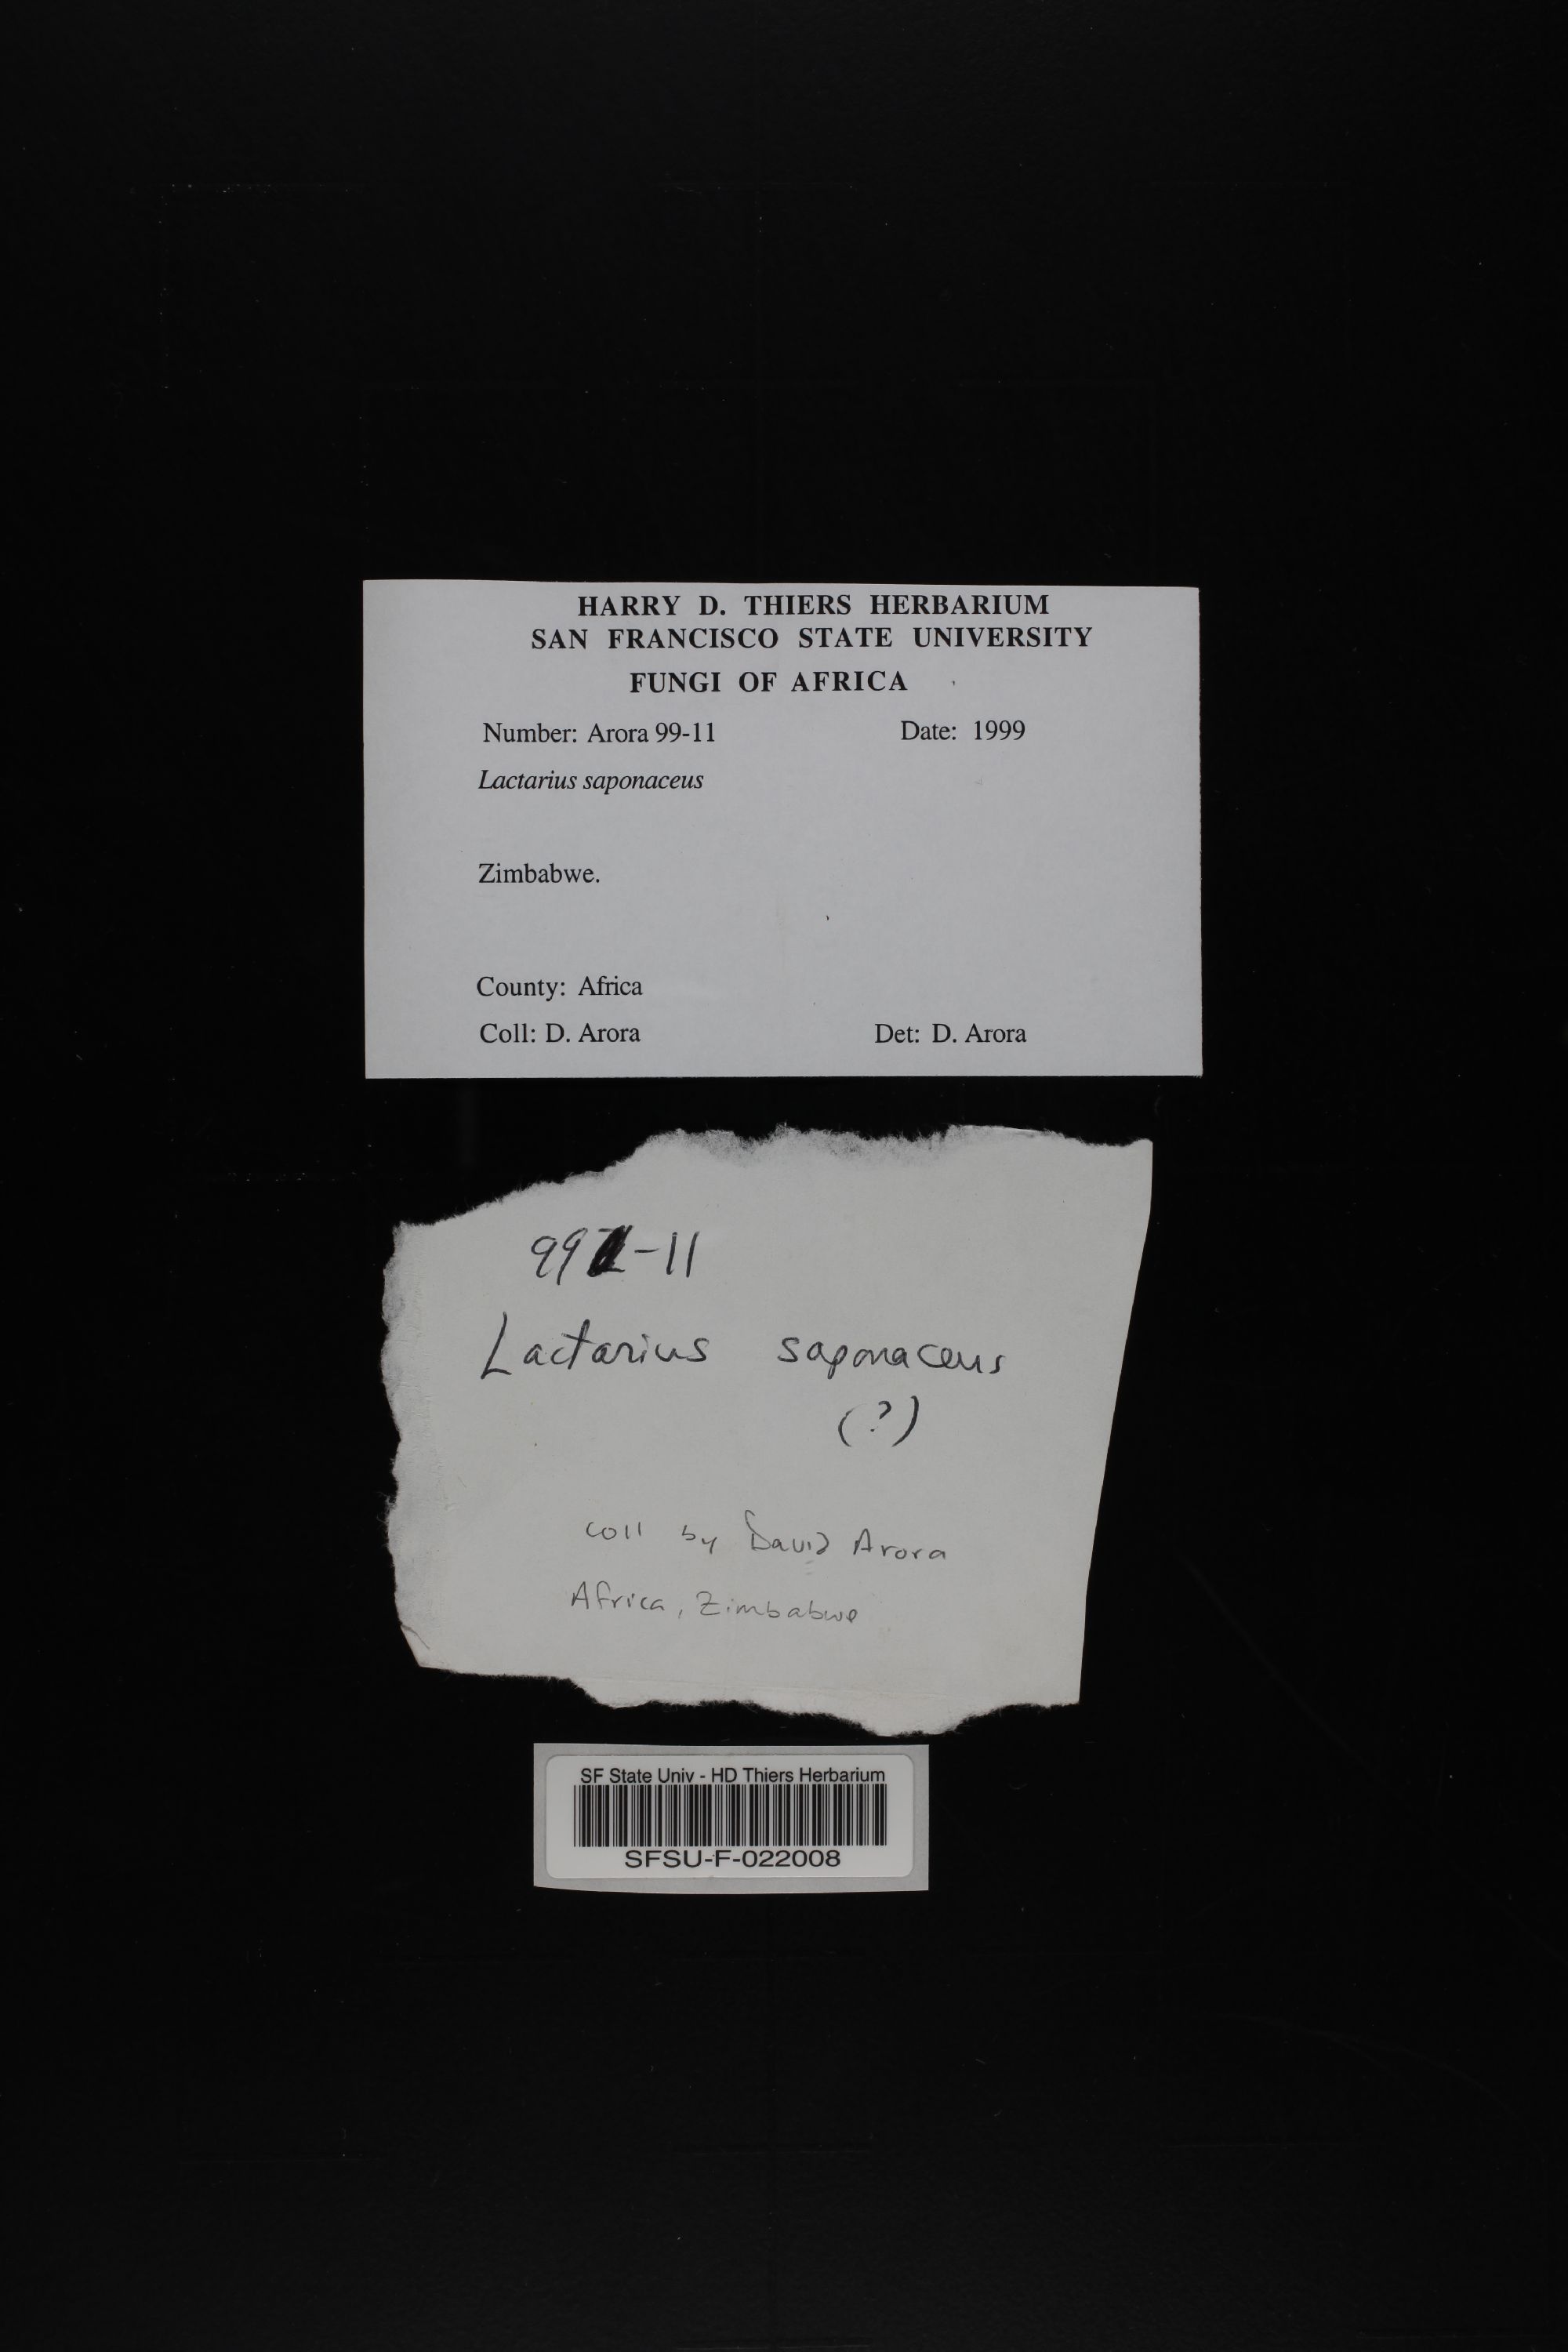 HARRY D. THIERS HERBARIUM
SAN FRANCISCO STATE UNIVERSITY
FUNGI OF AFRICA
Number: Arora 99-11 Date: 1999
Lactarius saponaceus
Zimbabwe.
County: Africa
Coll: D. Arora Det: D. Arora
99-11
Lactarius saponaceus
(?)
coll by David Arora
Africa, Zimbabwe
SF State Univ - HD Thiers Herbarium
SFSU-F-022008